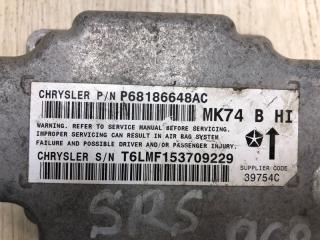 CHRYSLER P/N P68186648AC
MK74 B HI
WARNING. REFER TO SERVICE MANUAL BEFORE SERVICING.
IMPROPER SERVICING CAN RESULT IN AIR BAG SYSTEM
FAILURE AND POSSIBLE DRIVER AND/OR PASSENGER INJURY.
CHRYSLER S/N T6LMF153709229
SUPPLIER CODE
39754C
SRS